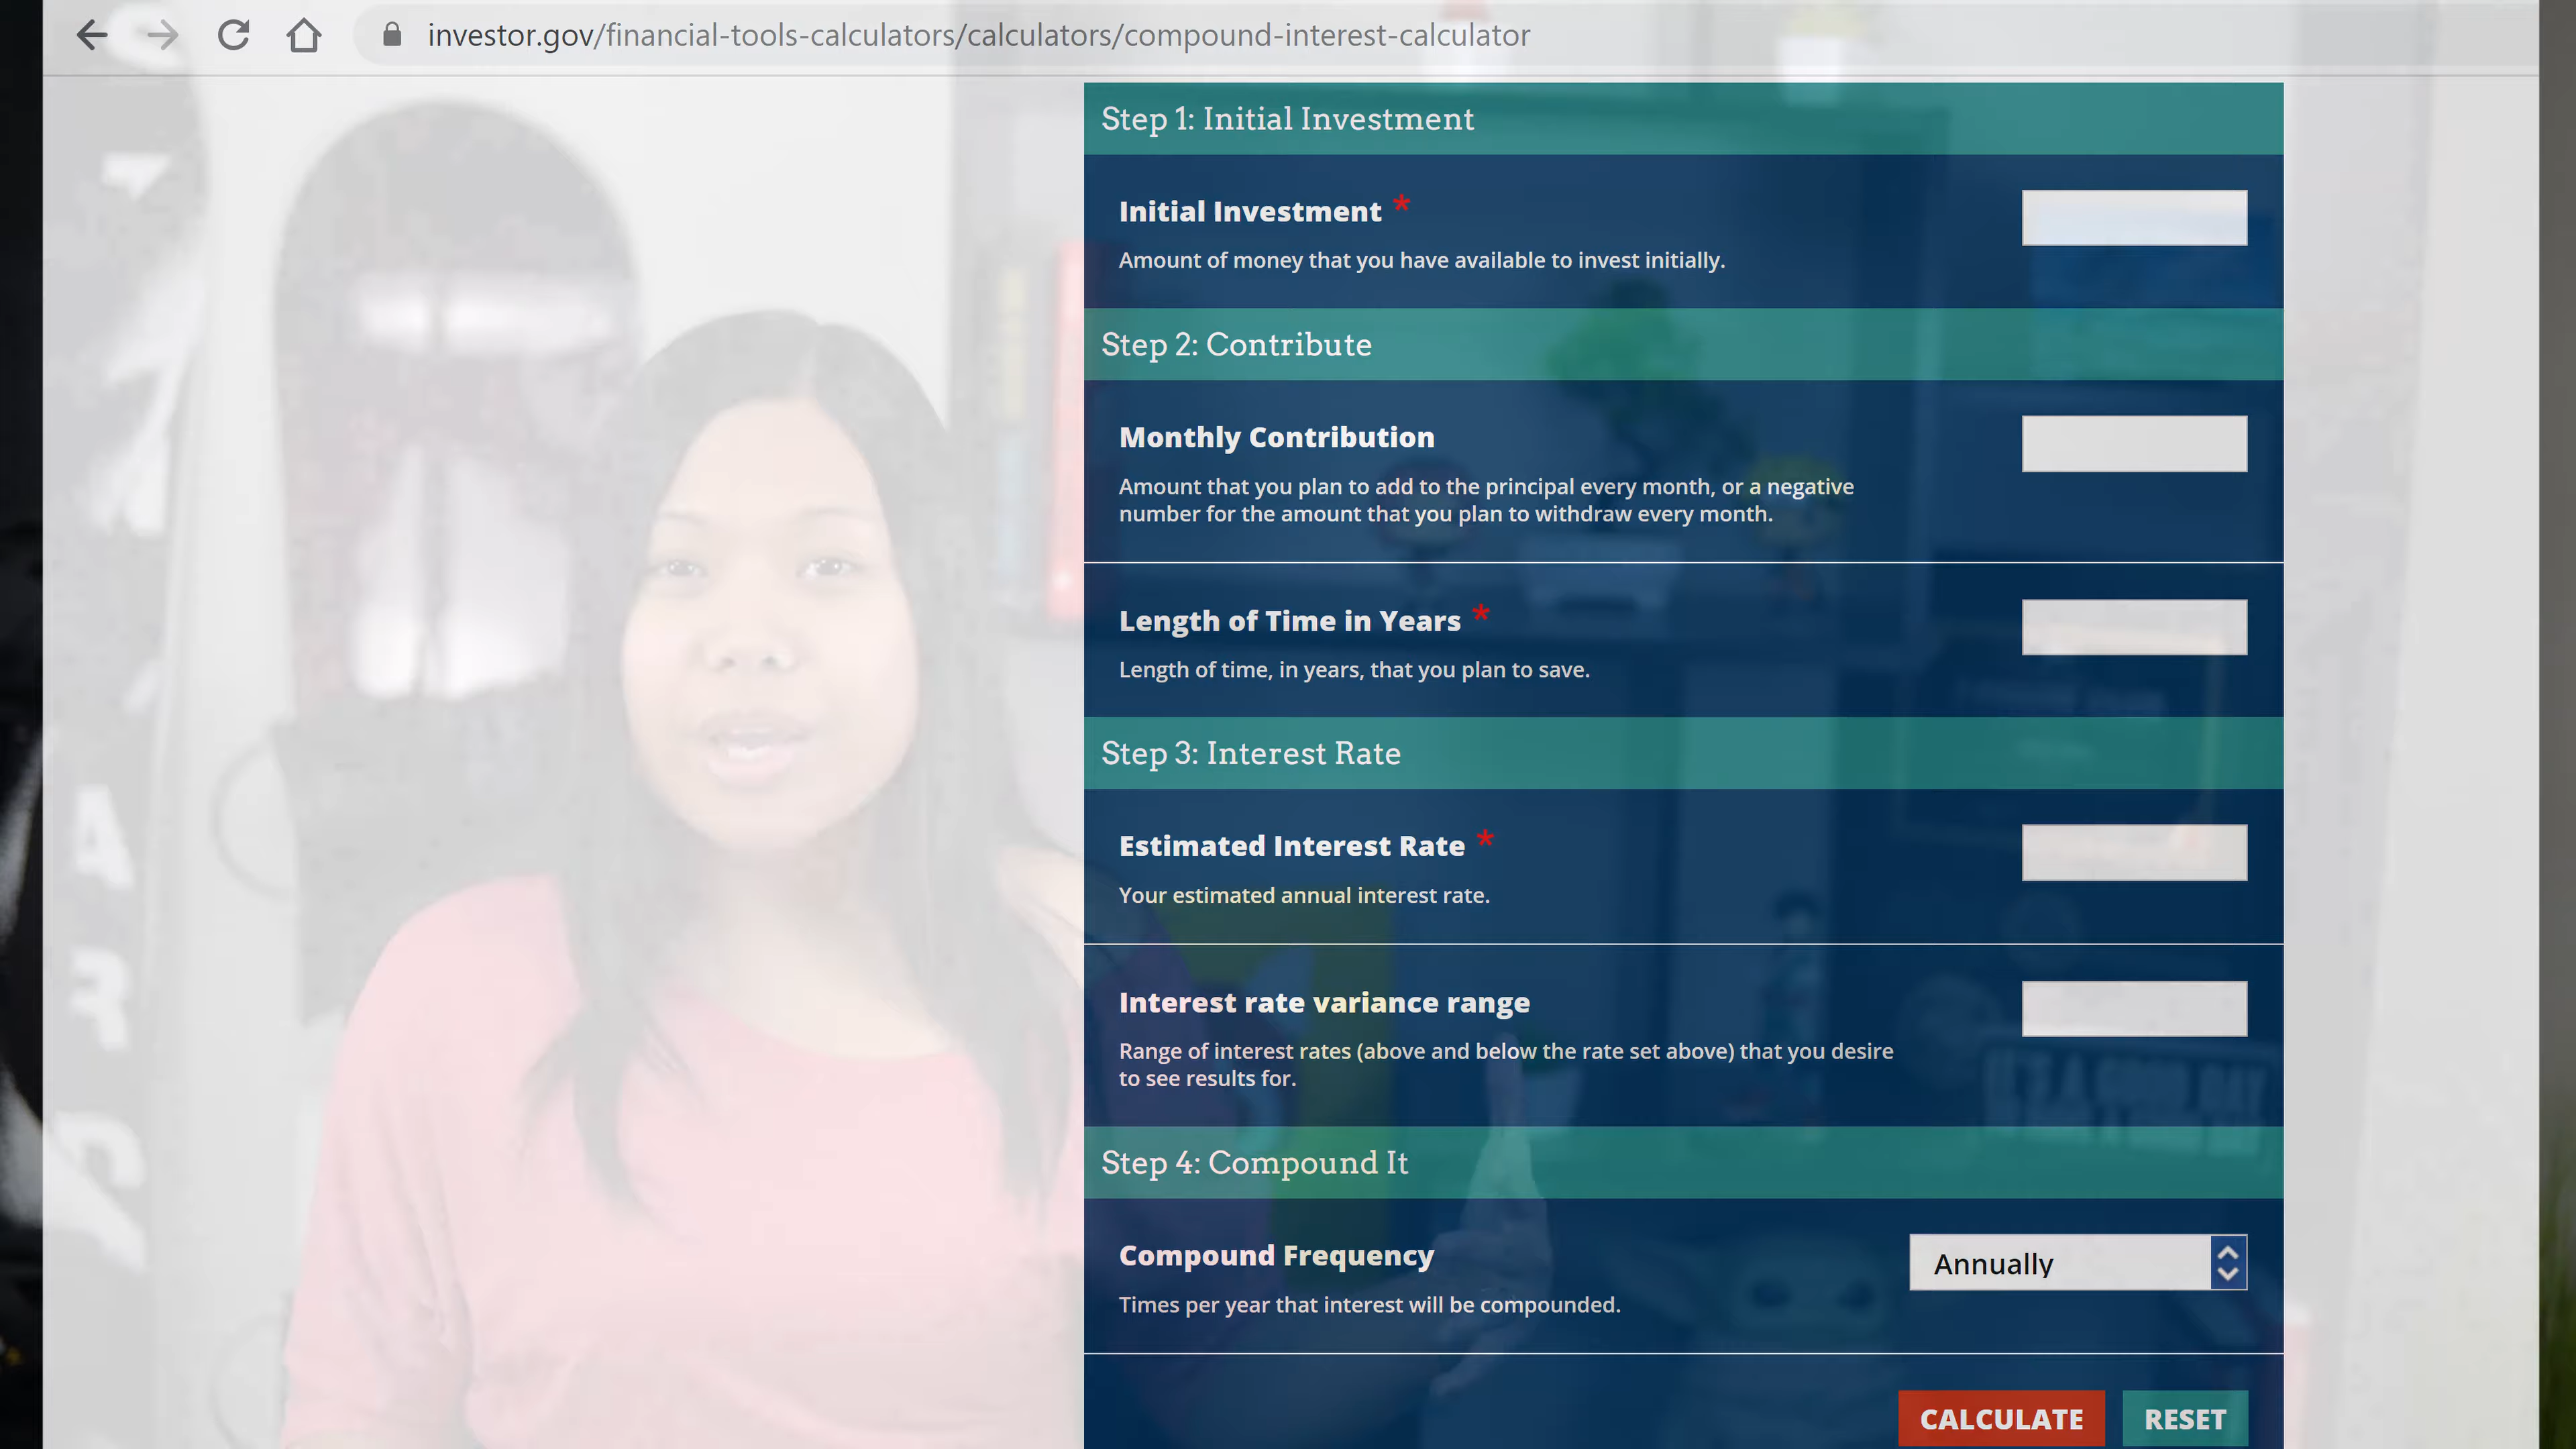 investor.gov/financial-tools-calculators/calculators/compound-interest-calculator
Step 1: Initial Investment
Initial Investment *
Amount of money that you have available to invest initially.
Step 2: Contribute
Monthly Contribution
Amount that you plan to add to the principal every month, or a negative
number for the amount that you plan to withdraw every month.
Length of Time in Years *
Length of time, in years, that you plan to save.
Step 3: Interest Rate
Estimated Interest Rate *
Your estimated annual interest rate.
Interest rate variance range
Range of interest rates (above and below the rate set above) that you desire
to see results for.
IT'S A GOOD DAY
Step 4: Compound It
Compound Frequency
Annually
Times per year that interest will be compounded.
CALCULATE RESET